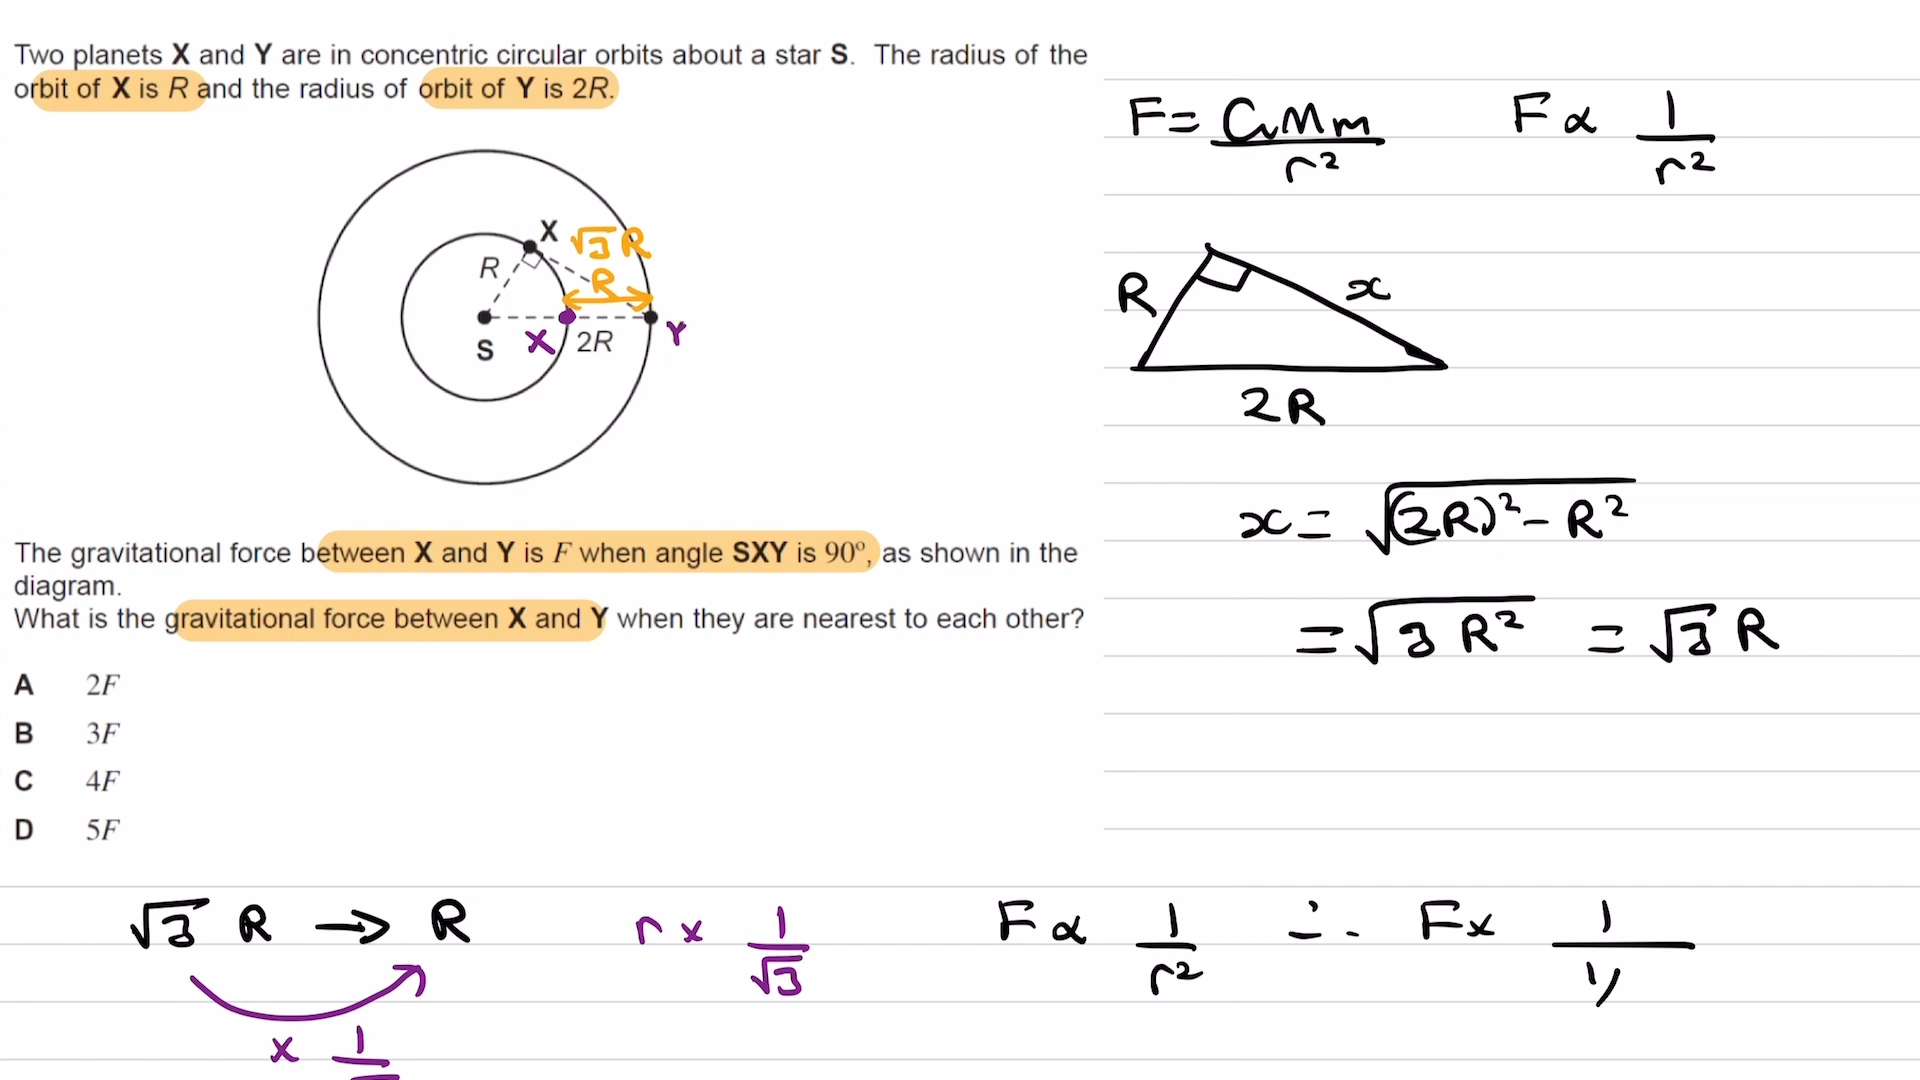 Two planets X and Y are in concentric circular orbits about a star S. The radius of the
orbit of X is R and the radius of orbit of Y is 2R.
X
√3 R
R
R
S
X
2R
Y
The gravitational force between X and Y is F when angle SXY is 90°, as shown in the
diagram.
What is the gravitational force between X and Y when they are nearest to each other?
A 2F
B 3F
C 4F
D 5F
F = GMm / r²
F ∝ 1 / r²
R
x
2R
x = √((2R)² − R²)
= √(3R²) = √3 R
√3 R → R
x 1
r x 1 / √3
F ∝ 1 / r² ∴ F x 1